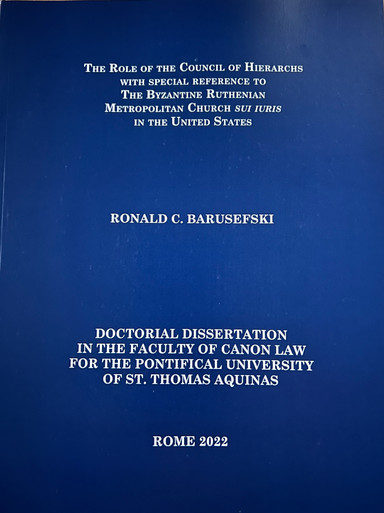 The Role of the Council of Hierarchs
with special reference to
The Byzantine Ruthenian
Metropolitan Church sui iuris
in the United States
RONALD C. BARUSEFSKI
DOCTORIAL DISSERTATION
IN THE FACULTY OF CANON LAW
FOR THE PONTIFICAL UNIVERSITY
OF ST. THOMAS AQUINAS
ROME 2022